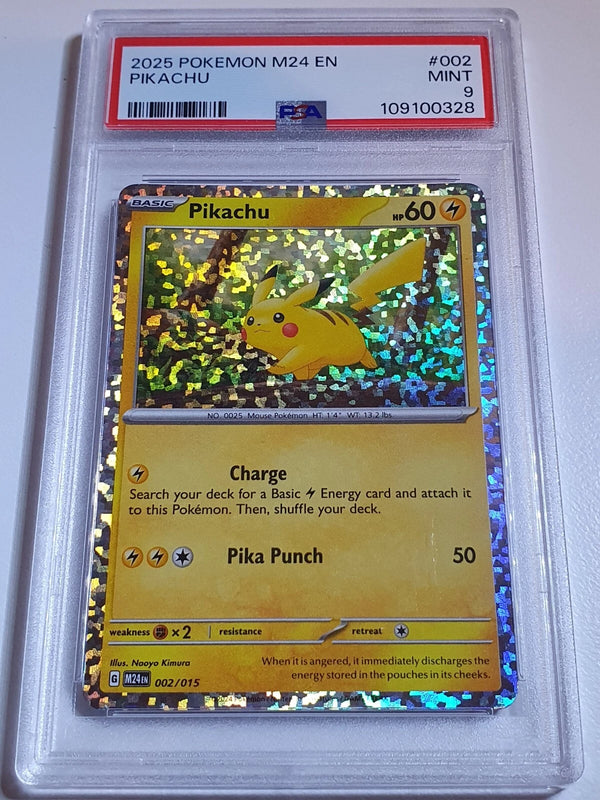 2025 POKEMON M24 EN #002
PIKACHU MINT
9
PSA 109100328
BASIC Pikachu HP 60
NO. 0025 Mouse Pokémon HT: 1'4" WT: 13.2 lbs
Charge
Search your deck for a Basic Energy card and attach it
to this Pokémon. Then, shuffle your deck.
Pika Punch 50
weakness ×2 resistance retreat
Illus. Naoyo Kimura
When it is angered, it immediately discharges the
energy stored in the pouches in its cheeks.
G M24 EN 002/015